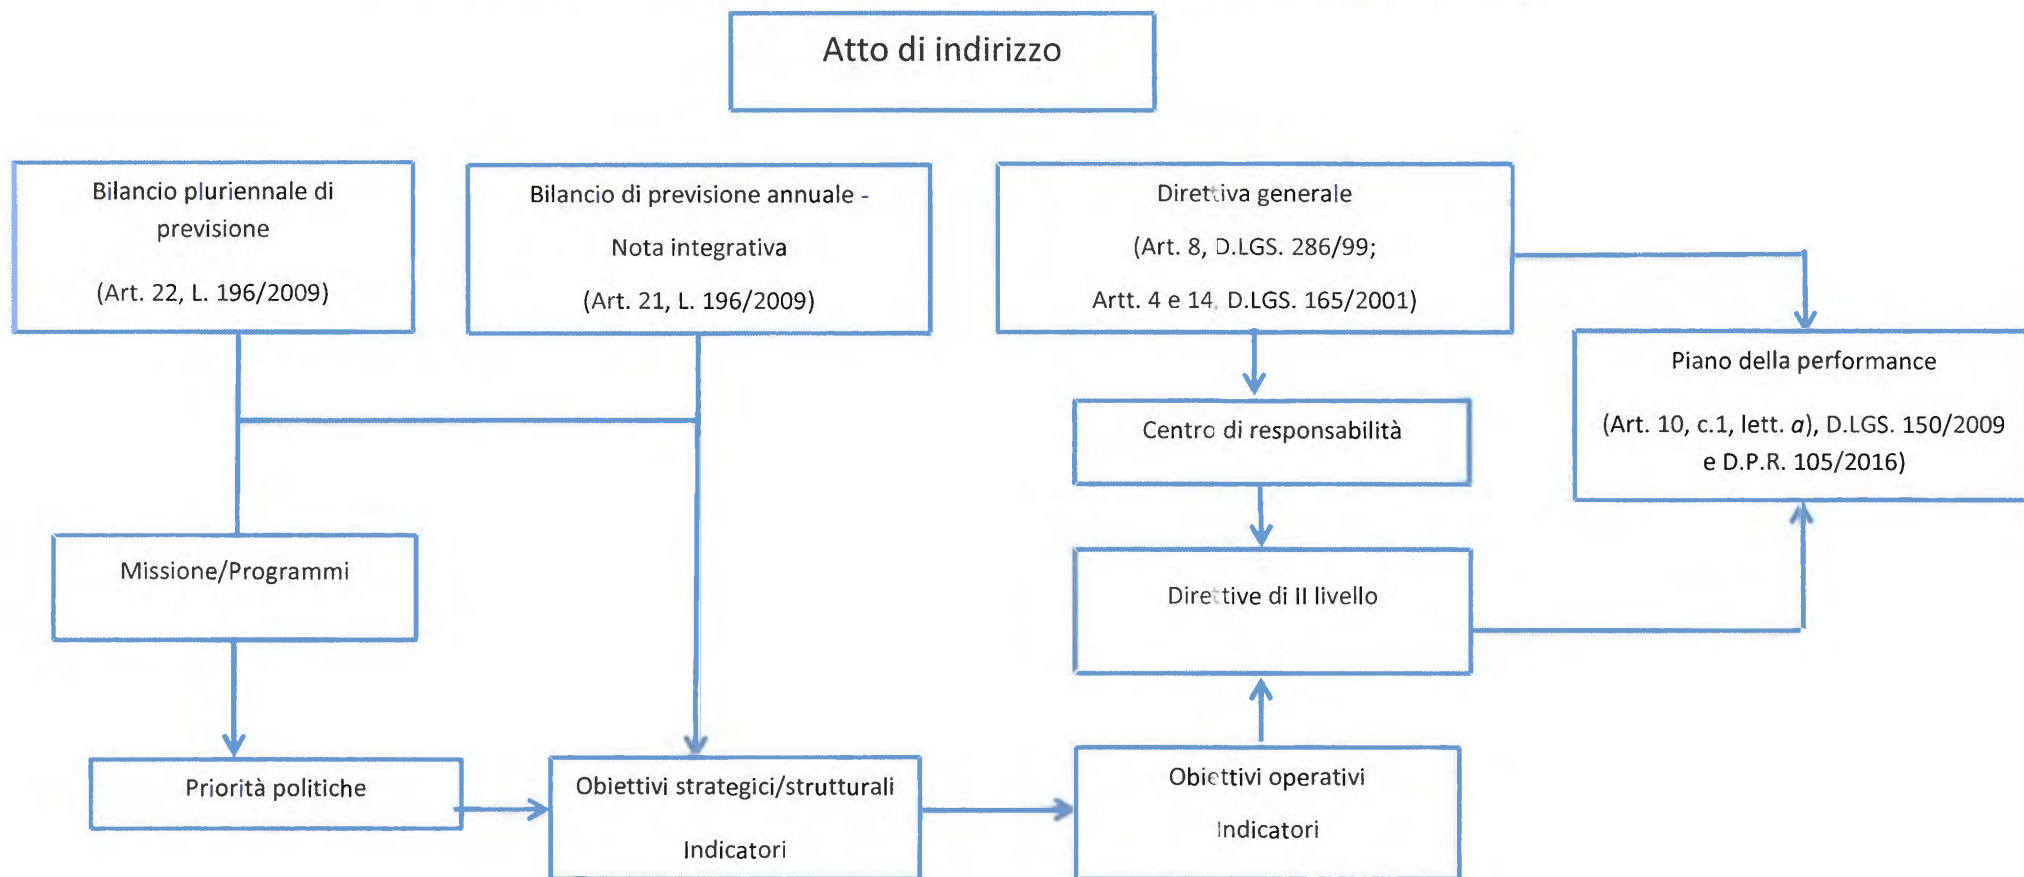 Atto di indirizzo
Bilancio pluriennale di
previsione
(Art. 22, L. 196/2009)
Bilancio di previsione annuale -
Nota integrativa
(Art. 21, L. 196/2009)
Direttiva generale
(Art. 8, D.LGS. 286/99;
Artt. 4 e 14, D.LGS. 165/2001)
Piano della performance
(Art. 10, c.1, lett. a), D.LGS. 150/2009
e D.P.R. 105/2016)
Centro di responsabilità
Missione/Programmi
Direttive di II livello
Priorità politiche
Obiettivi strategici/strutturali
Indicatori
Obiettivi operativi
Indicatori